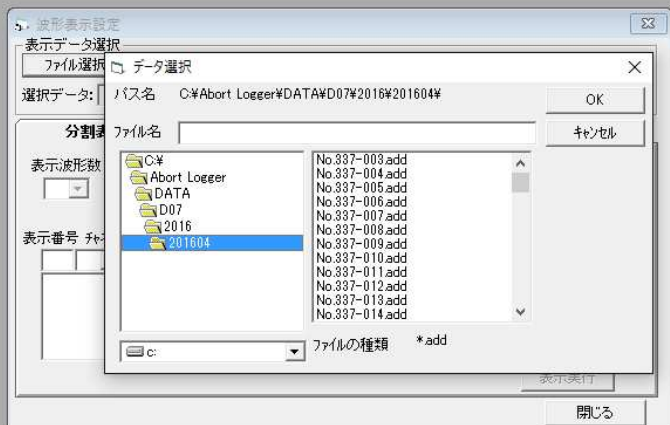 波形表示設定
表示データ選択
ファイル選択
選択データ:
データ選択
パス名 C:¥Abort Logger¥DATA¥D07¥2016¥201604¥
OK
キャンセル
ファイル名
分割表
表示波形数
表示番号 チャネ
C:¥
Abort Logger
DATA
D07
2016
201604
No.337-003.add
No.337-004.add
No.337-005.add
No.337-006.add
No.337-007.add
No.337-008.add
No.337-009.add
No.337-010.add
No.337-011.add
No.337-012.add
No.337-013.add
No.337-014.add
c:
ファイルの種類 *.add
表示実行
閉じる